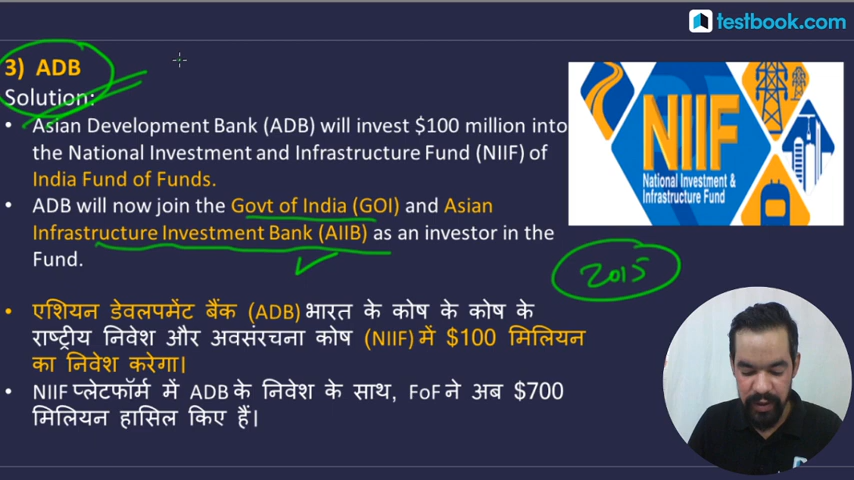 testbook.com
3) ADB
Solution:
• Asian Development Bank (ADB) will invest $100 million into
the National Investment and Infrastructure Fund (NIIF) of
India Fund of Funds.
• ADB will now join the Govt of India (GOI) and Asian
Infrastructure Investment Bank (AIIB) as an investor in the
Fund.
NIIF
National Investment &
Infrastructure Fund
2015
• एशियन डेवलपमेंट बैंक (ADB) भारत के कोष के कोष के
राष्ट्रीय निवेश और अवसंरचना कोष (NIIF) में $100 मिलियन
का निवेश करेगा।
• NIIF प्लेटफॉर्म में ADB के निवेश के साथ, FoF ने अब $700
मिलियन हासिल किए हैं।